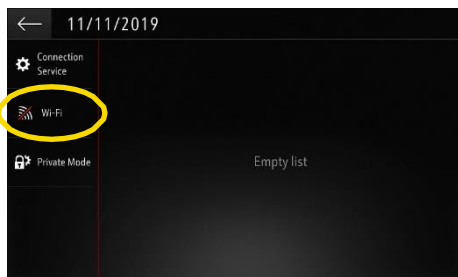 11/11/2019
Connection
Service
Wi-Fi
Private Mode
Empty list